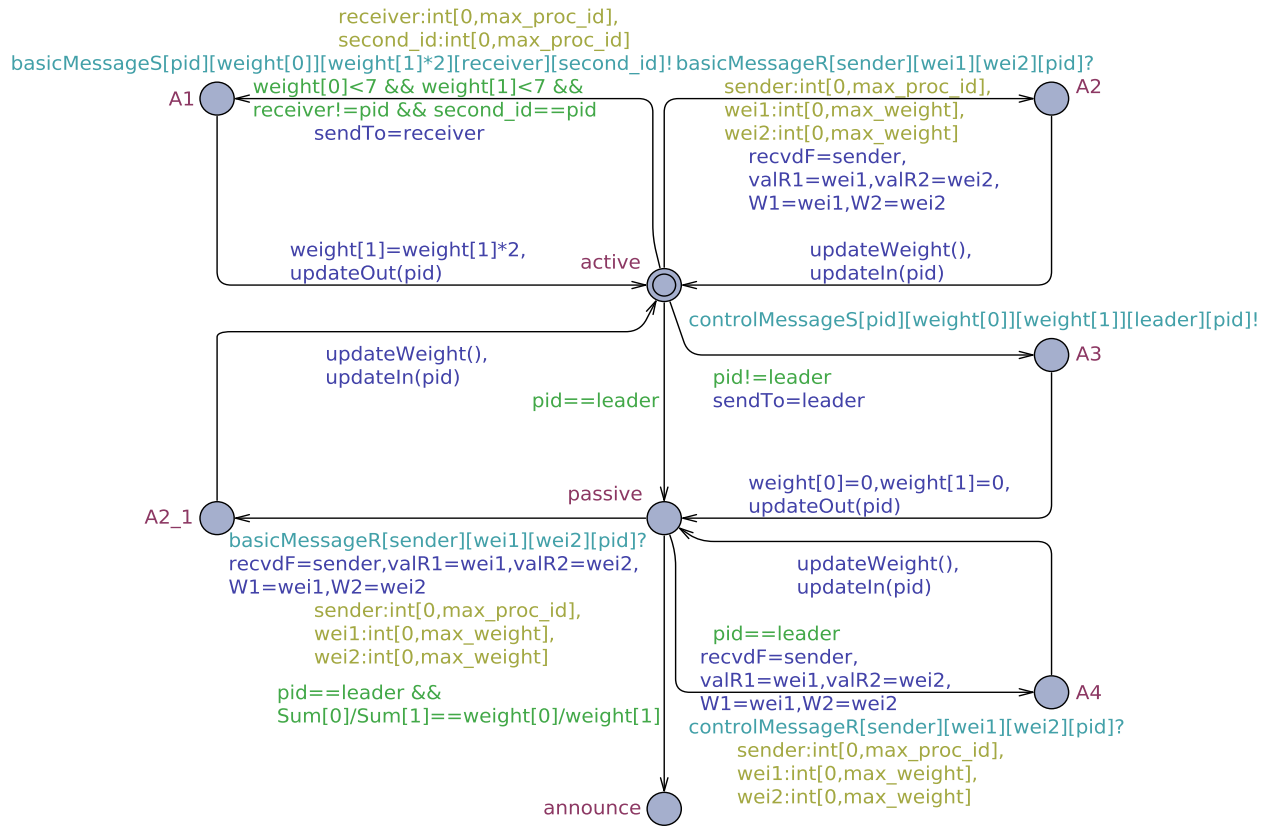 receiver:int[0,max_proc_id],
second_id:int[0,max_proc_id]
basicMessageS[pid][weight[0]][weight[1]*2][receiver][second_id]!
basicMessageR[sender][wei1][wei2][pid]?
A1
weight[0]<7 && weight[1]<7 &&
receiver!=pid && second_id==pid
sendTo=receiver
sender:int[0,max_proc_id],
wei1:int[0,max_weight],
wei2:int[0,max_weight]
A2
recvdF=sender,
valR1=wei1,valR2=wei2,
W1=wei1,W2=wei2
weight[1]=weight[1]*2,
updateOut(pid)
active
updateWeight(),
updateIn(pid)
controlMessageS[pid][weight[0]][weight[1]][leader][pid]!
A3
updateWeight(),
updateIn(pid)
pid!=leader
sendTo=leader
pid==leader
weight[0]=0,weight[1]=0,
updateOut(pid)
passive
A2_1
basicMessageR[sender][wei1][wei2][pid]?
recvdF=sender,valR1=wei1,valR2=wei2,
W1=wei1,W2=wei2
sender:int[0,max_proc_id],
wei1:int[0,max_weight],
wei2:int[0,max_weight]
updateWeight(),
updateIn(pid)
pid==leader
recvdF=sender,
valR1=wei1,valR2=wei2,
W1=wei1,W2=wei2
A4
controlMessageR[sender][wei1][wei2][pid]?
sender:int[0,max_proc_id],
wei1:int[0,max_weight],
wei2:int[0,max_weight]
pid==leader &&
Sum[0]/Sum[1]==weight[0]/weight[1]
announce